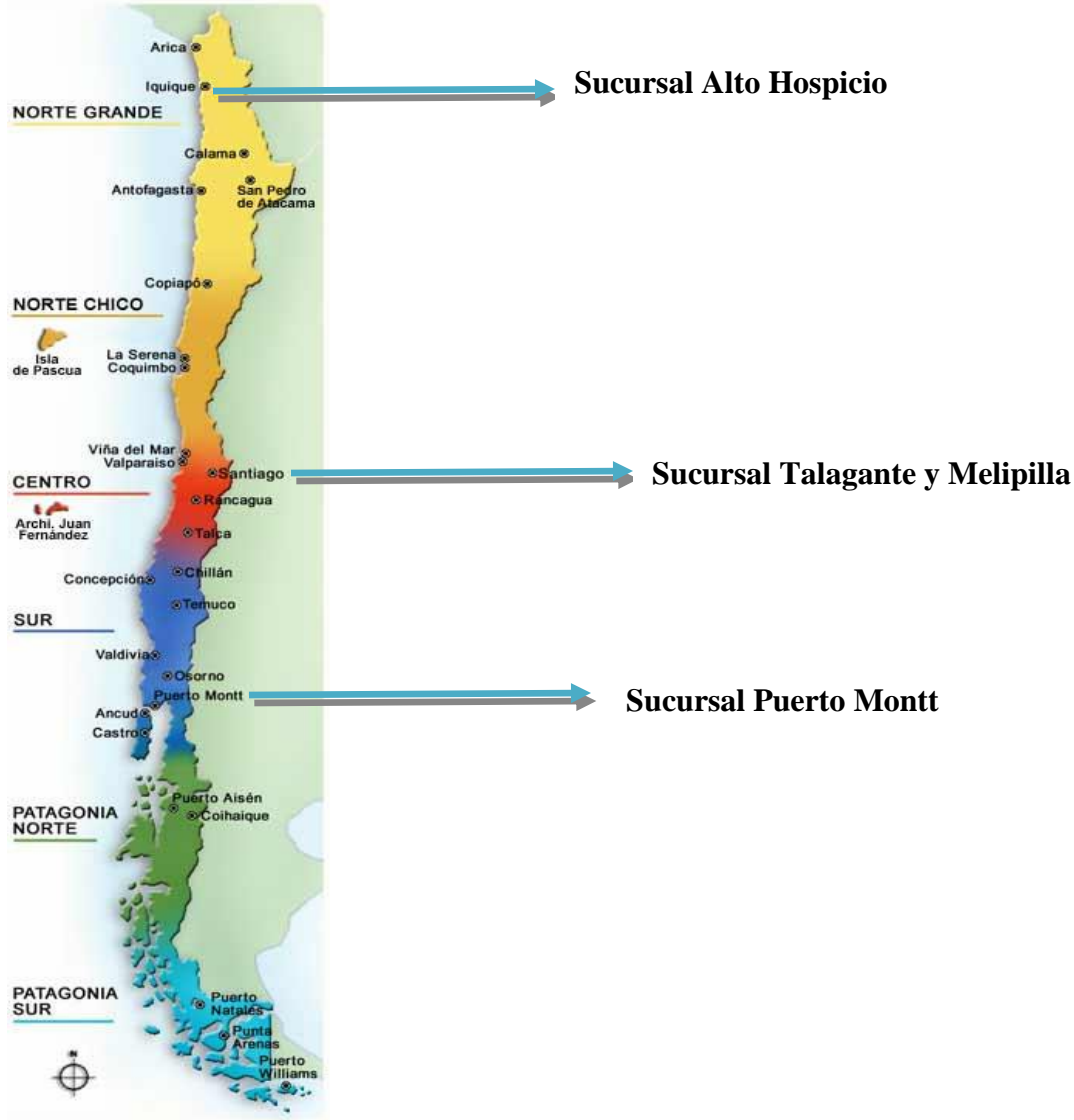 Arica
Iquique
Sucursal Alto Hospicio
NORTE GRANDE
Calama
Antofagasta
San Pedro
de Atacama
Copiapó
NORTE CHICO
Isla
de Pascua
La Serena
Coquimbo
Viña del Mar
Valparaiso
Santiago
Sucursal Talagante y Melipilla
CENTRO
Rancagua
Archi. Juan
Fernández
Talca
Chillán
Concepción
Temuco
SUR
Valdivia
Osorno
Puerto Montt
Sucursal Puerto Montt
Ancud
Castro
Puerto Aisén
Coihaique
PATAGONIA
NORTE
PATAGONIA
SUR
Puerto
Natales
Punta
Arenas
Puerto
Williams
N